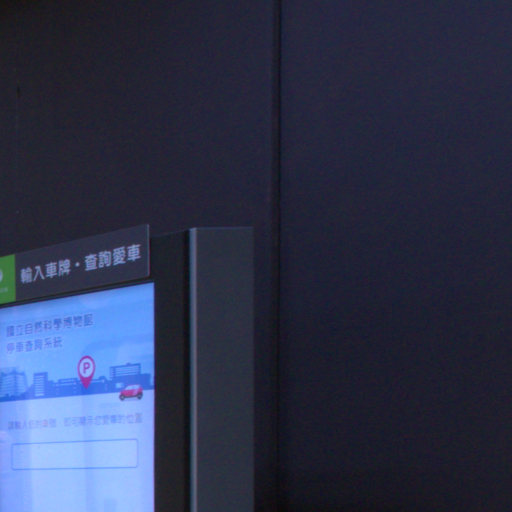 輸入車牌・查詢愛車
國立自然科學博物館
停車查詢系統
P
請輸入您的車號，即可顯示您愛車的位置